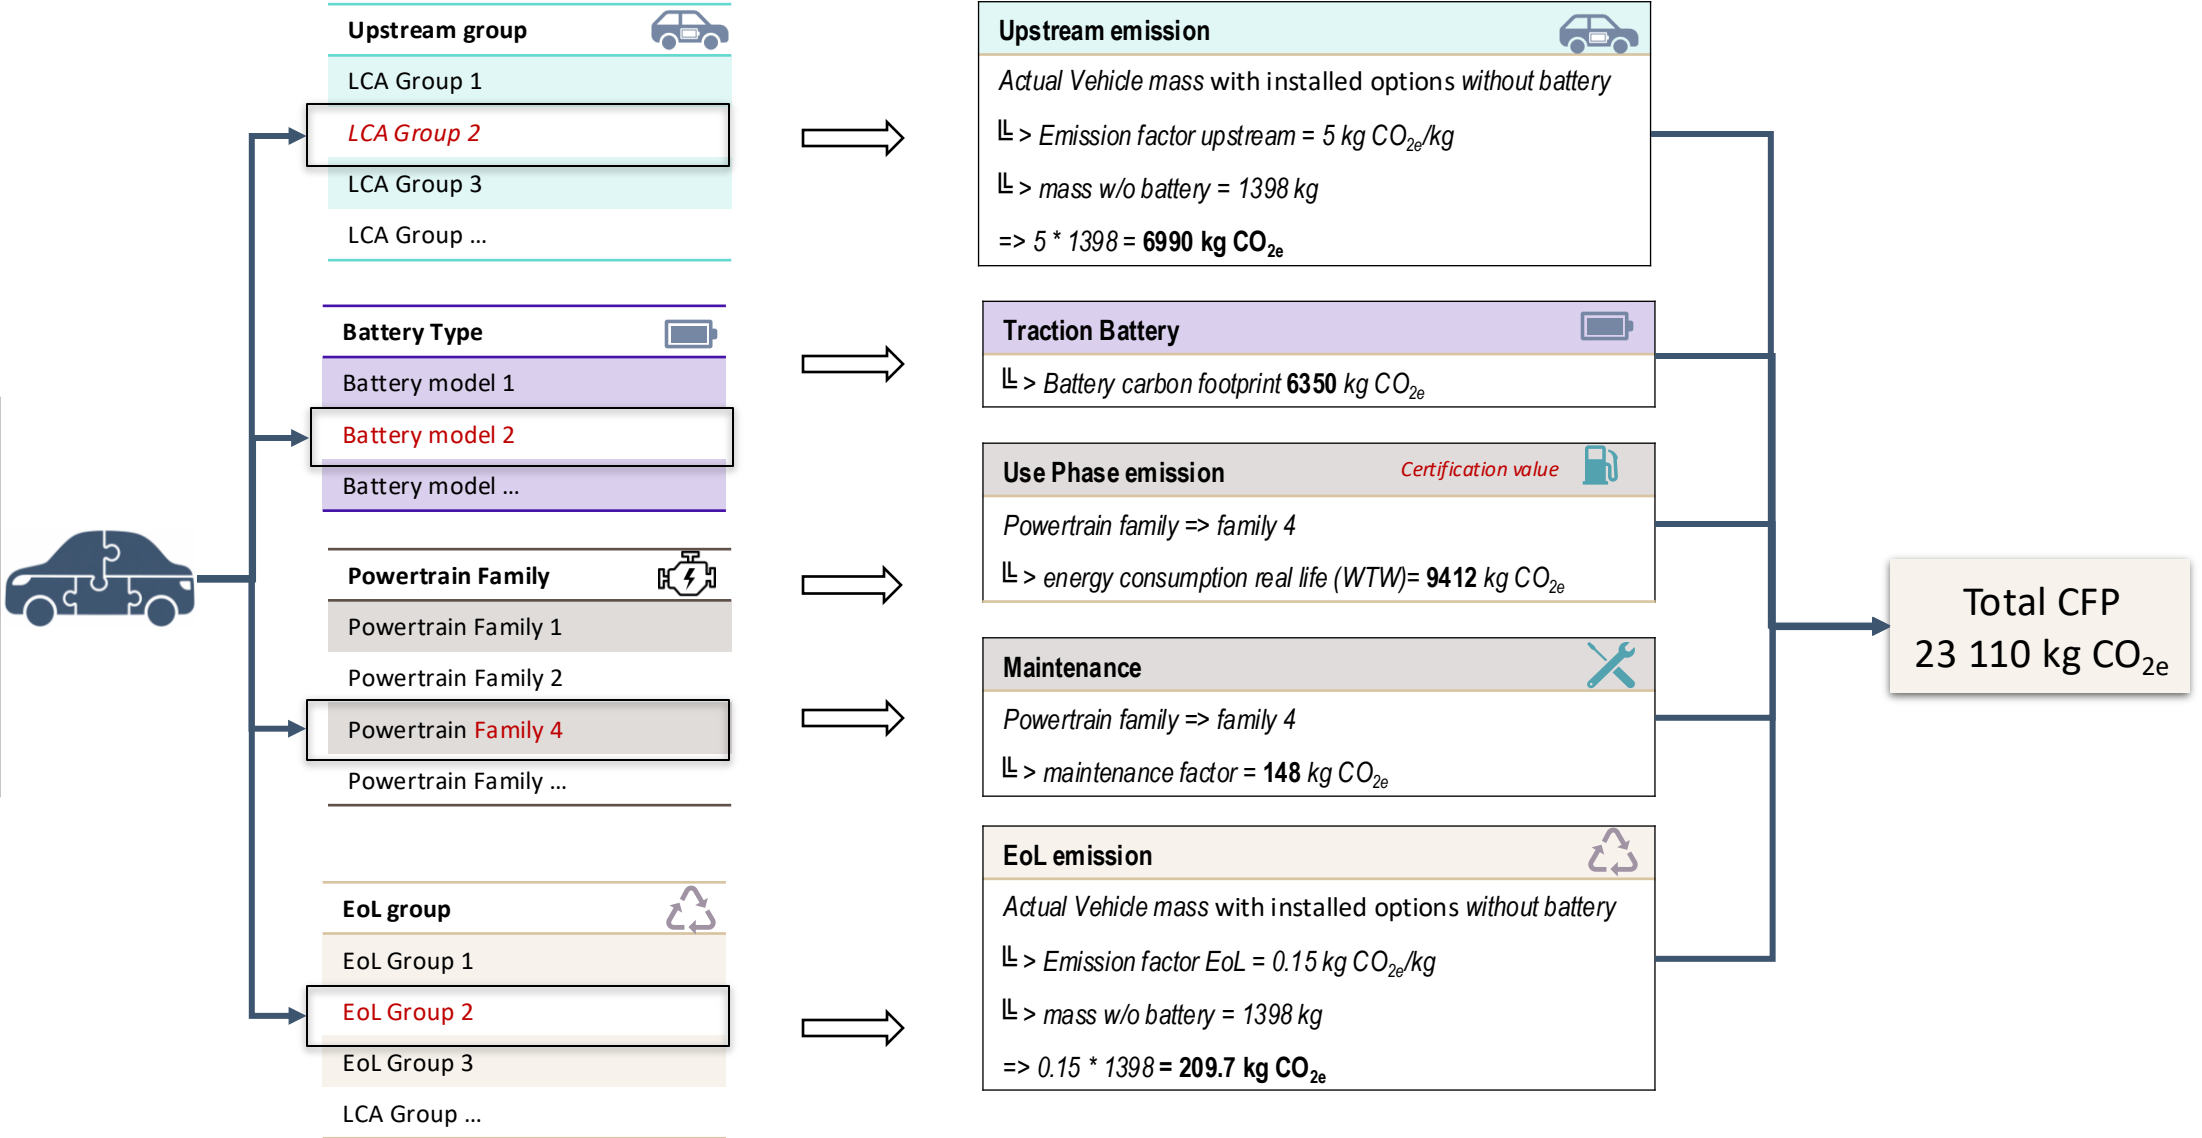 Upstream group
LCA Group 1
LCA Group 2
LCA Group 3
LCA Group ...
Battery Type
Battery model 1
Battery model 2
Battery model ...
Powertrain Family
Powertrain Family 1
Powertrain Family 2
Powertrain Family 4
Powertrain Family ...
EoL group
EoL Group 1
EoL Group 2
EoL Group 3
LCA Group ...
Upstream emission
Actual Vehicle mass with installed options without battery
╚ > Emission factor upstream = 5 kg CO2e/kg
╚ > mass w/o battery = 1398 kg
=> 5 * 1398 = 6990 kg CO2e
Traction Battery
╚ > Battery carbon footprint 6350 kg CO2e
Use Phase emission Certification value
Powertrain family => family 4
╚ > energy consumption real life (WTW)= 9412 kg CO2e
Maintenance
Powertrain family => family 4
╚ > maintenance factor = 148 kg CO2e
EoL emission
Actual Vehicle mass with installed options without battery
╚ > Emission factor EoL = 0.15 kg CO2e/kg
╚ > mass w/o battery = 1398 kg
=> 0.15 * 1398 = 209.7 kg CO2e
Total CFP
23 110 kg CO2e